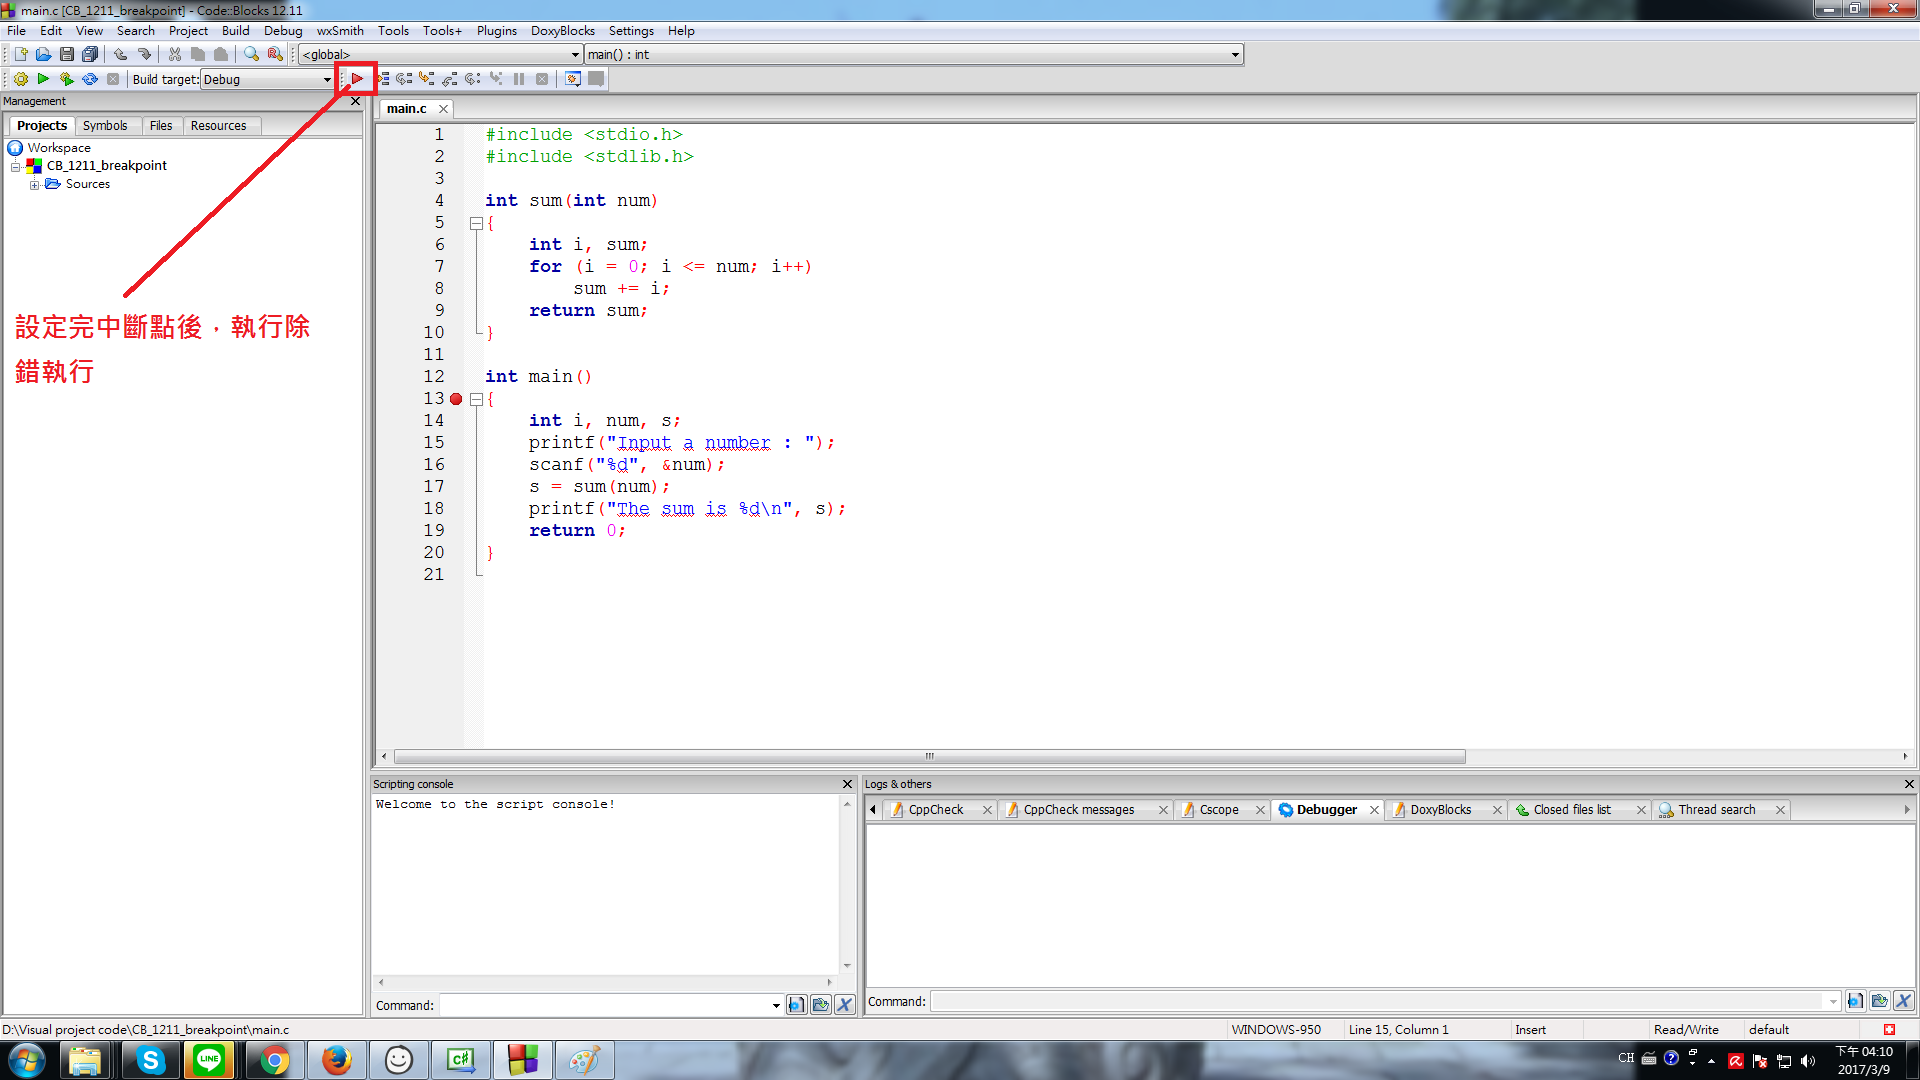 main.c [CB_1211_breakpoint] - Code::Blocks 12.11
File Edit View Search Project Build Debug wxSmith Tools Tools+ Plugins DoxyBlocks Settings Help
<global> main() : int
Build target: Debug
Management
Projects Symbols Files Resources
Workspace
CB_1211_breakpoint
Sources
設定完中斷點後，執行除
錯執行
main.c
1 #include <stdio.h>
2 #include <stdlib.h>
3
4 int sum(int num)
5 {
6 int i, sum;
7 for (i = 0; i <= num; i++)
8 sum += i;
9 return sum;
10 }
11
12 int main()
13 {
14 int i, num, s;
15 printf("Input a number : ");
16 scanf("%d", &num);
17 s = sum(num);
18 printf("The sum is %d\n", s);
19 return 0;
20 }
21
Scripting console
Welcome to the script console!
Command:
Logs & others
CppCheck CppCheck messages Cscope Debugger DoxyBlocks Closed files list Thread search
Command:
D:\Visual project code\CB_1211_breakpoint\main.c WINDOWS-950 Line 15, Column 1 Insert Read/Write default
LINE
CH
下午 04:10
2017/3/9